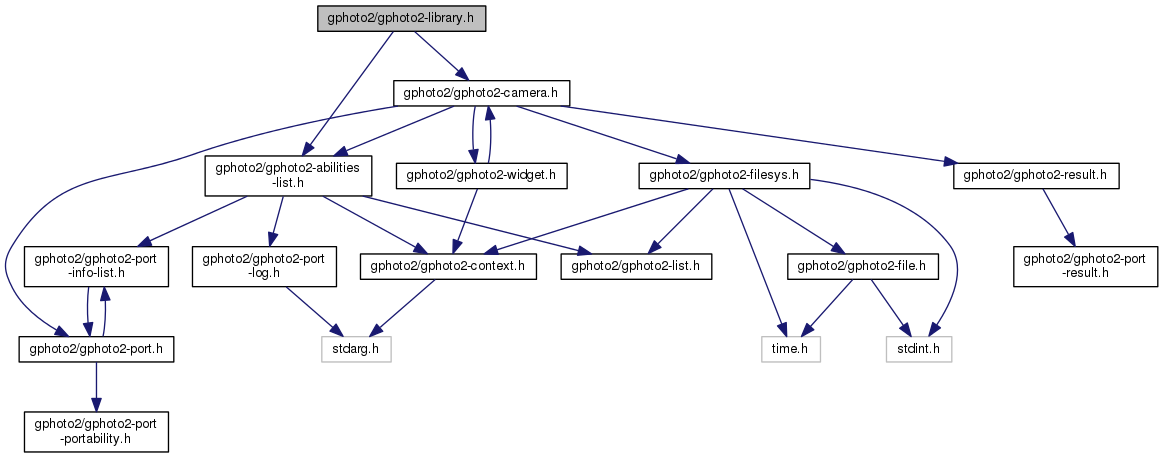 gphoto2/gphoto2-library.h
gphoto2/gphoto2-camera.h
gphoto2/gphoto2-abilities
-list.h
gphoto2/gphoto2-widget.h
gphoto2/gphoto2-filesys.h
gphoto2/gphoto2-result.h
gphoto2/gphoto2-port
-info-list.h
gphoto2/gphoto2-port
-log.h
gphoto2/gphoto2-context.h
gphoto2/gphoto2-list.h
gphoto2/gphoto2-file.h
gphoto2/gphoto2-port
-result.h
gphoto2/gphoto2-port.h
stdarg.h
time.h
stdint.h
gphoto2/gphoto2-port
-portability.h